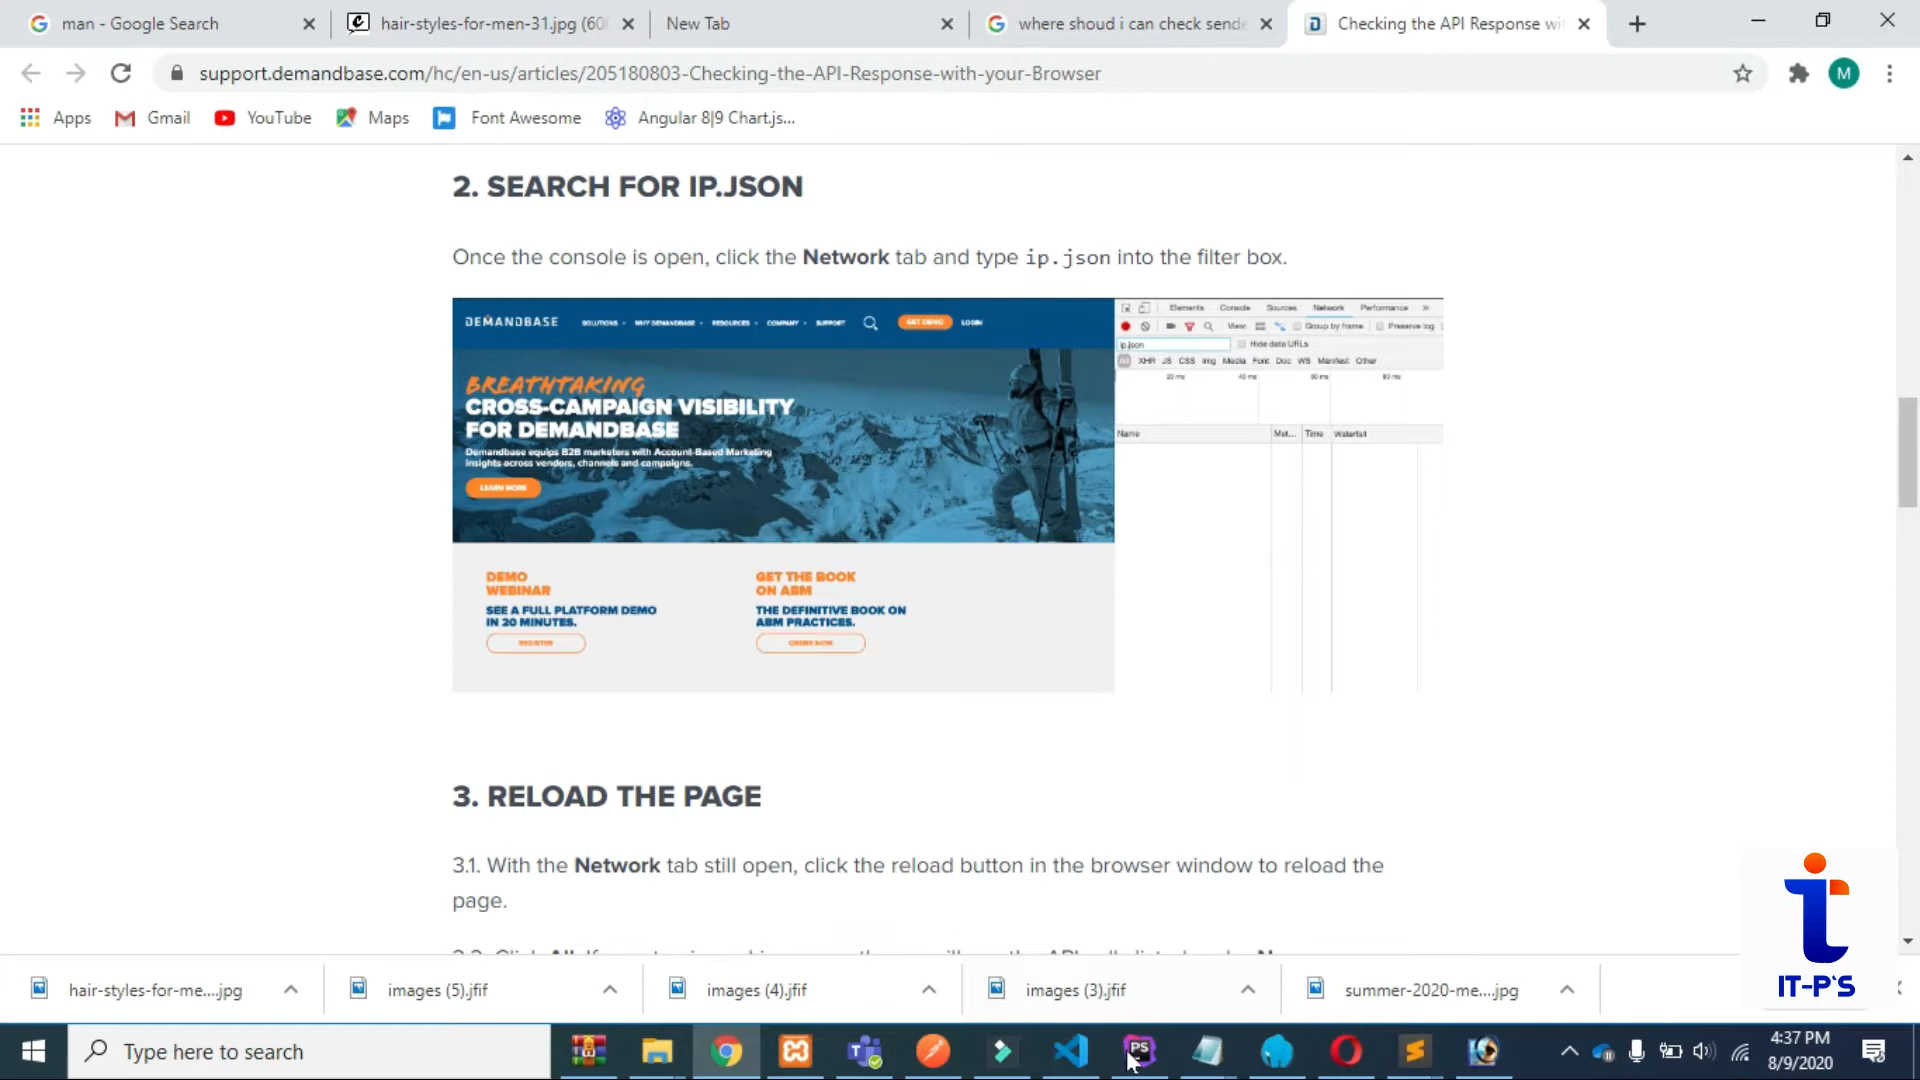 man - Google Search
hair-styles-for-men-31.jpg (600
New Tab
where shoud i can check sende
Checking the API Response wit
support.demandbase.com/hc/en-us/articles/205180803-Checking-the-API-Response-with-your-Browser
M
Apps
Gmail
YouTube
Maps
Font Awesome
Angular 8|9 Chart.js...
2. SEARCH FOR IP.JSON
Once the console is open, click the Network tab and type ip.json into the filter box.
DEMANDBASE
SOLUTIONS
WHY DEMANDBASE
RESOURCES
COMPANY
SUPPORT
GET DEMO
LOGIN
Elements Console Sources Network Performance »
View: Group by frame Preserve log
ip.json Hide data URLs
All XHR JS CSS Img Media Font Doc WS Manifest Other
20 ms 40 ms 60 ms 80 ms
Name Met... Time Waterfall
BREATHTAKING
CROSS-CAMPAIGN VISIBILITY
FOR DEMANDBASE
Demandbase equips B2B marketers with Account-Based Marketing
insights across vendors, channels and campaigns.
LEARN MORE
DEMO
WEBINAR
SEE A FULL PLATFORM DEMO
IN 20 MINUTES.
REGISTER
GET THE BOOK
ON ABM
THE DEFINITIVE BOOK ON
ABM PRACTICES.
ORDER NOW
3. RELOAD THE PAGE
3.1. With the Network tab still open, click the reload button in the browser window to reload the
page.
IT-P'S
hair-styles-for-me....jpg
images (5).jfif
images (4).jfif
images (3).jfif
summer-2020-me....jpg
Type here to search
PS
4:37 PM
8/9/2020